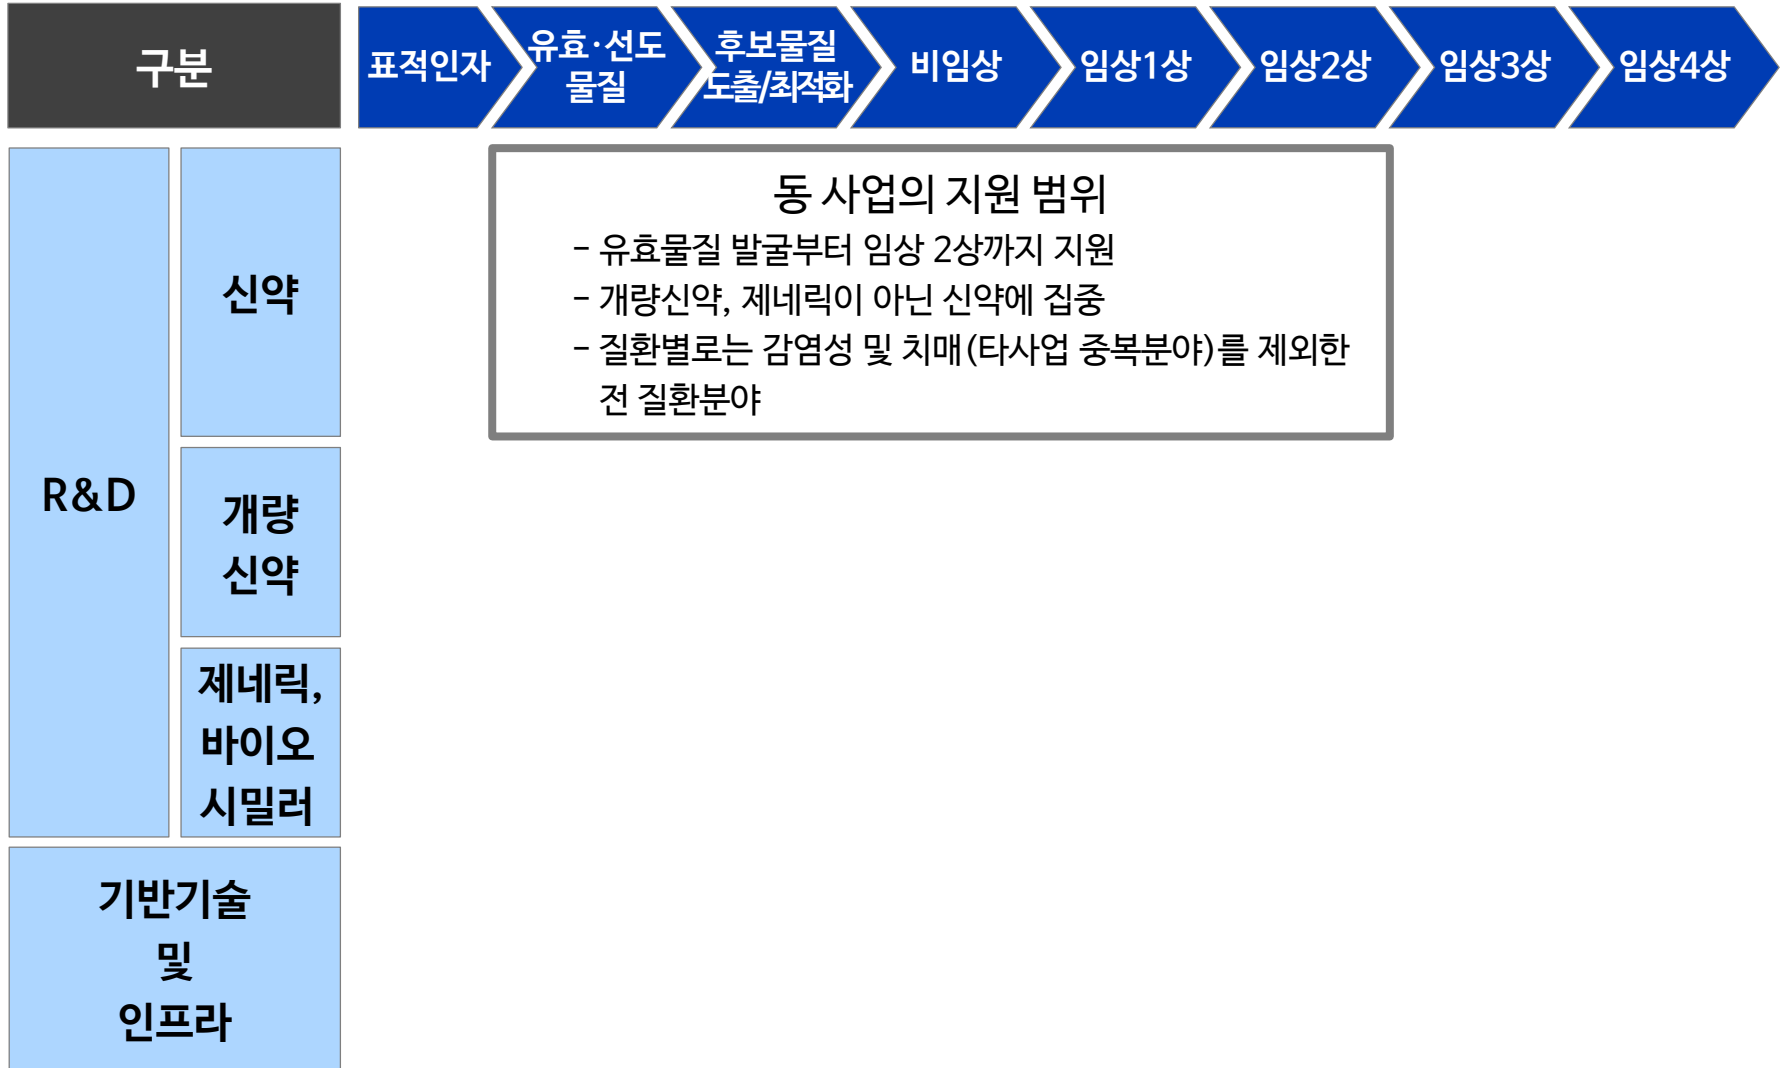 구분
표적인자
유효·선도
물질
후보물질
도출/최적화
비임상
임상1상
임상2상
임상3상
임상4상
R&D
신약
동 사업의 지원 범위
- 유효물질 발굴부터 임상 2상까지 지원
- 개량신약, 제네릭이 아닌 신약에 집중
- 질환별로는 감염성 및 치매(타사업 중복분야)를 제외한
전 질환분야
개량
신약
제네릭,
바이오
시밀러
기반기술
및
인프라